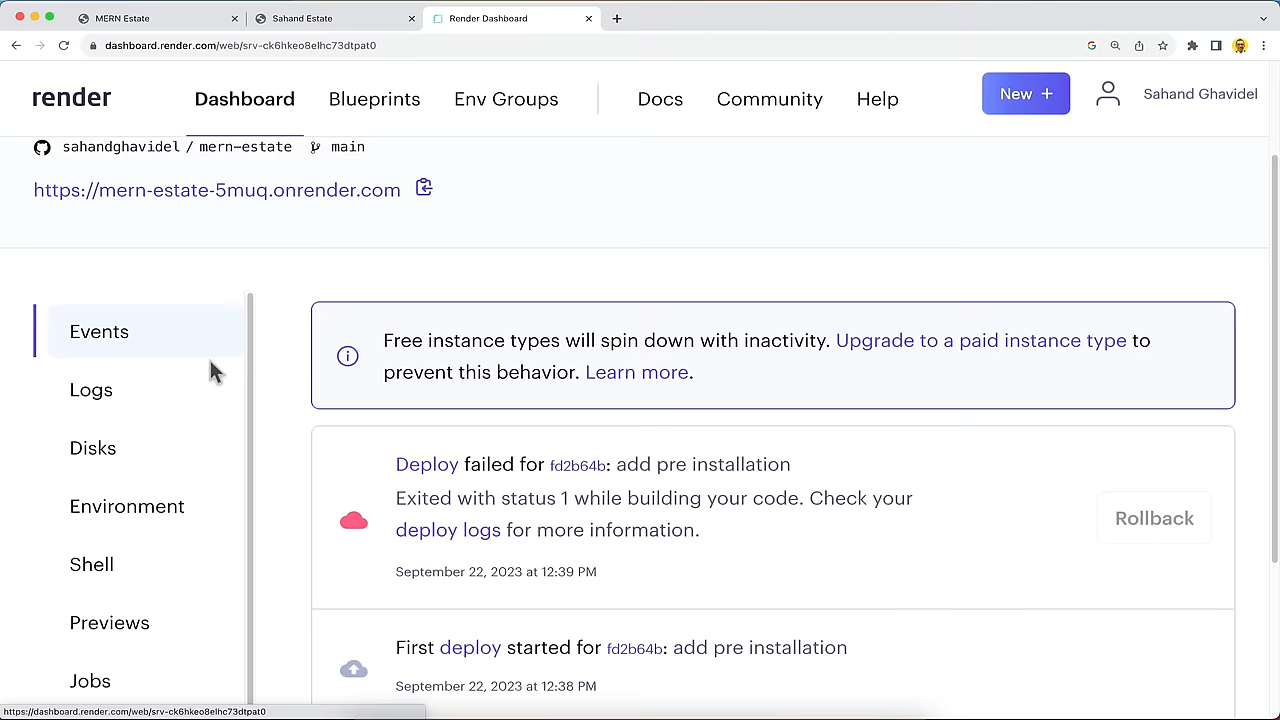 MERN Estate
Sahand Estate
Render Dashboard
dashboard.render.com/web/srv-ck6hkeo8elhc73dtpat0
render
Dashboard
Blueprints
Env Groups
Docs
Community
Help
New +
Sahand Ghavidel
sahandghavidel / mern-estate main
https://mern-estate-5muq.onrender.com
Events
Logs
Disks
Environment
Shell
Previews
Jobs
Free instance types will spin down with inactivity. Upgrade to a paid instance type to
prevent this behavior. Learn more.
Deploy failed for fd2b64b: add pre installation
Exited with status 1 while building your code. Check your
deploy logs for more information.
September 22, 2023 at 12:39 PM
Rollback
First deploy started for fd2b64b: add pre installation
September 22, 2023 at 12:38 PM
https://dashboard.render.com/web/srv-ck6hkeo8elhc73dtpat0